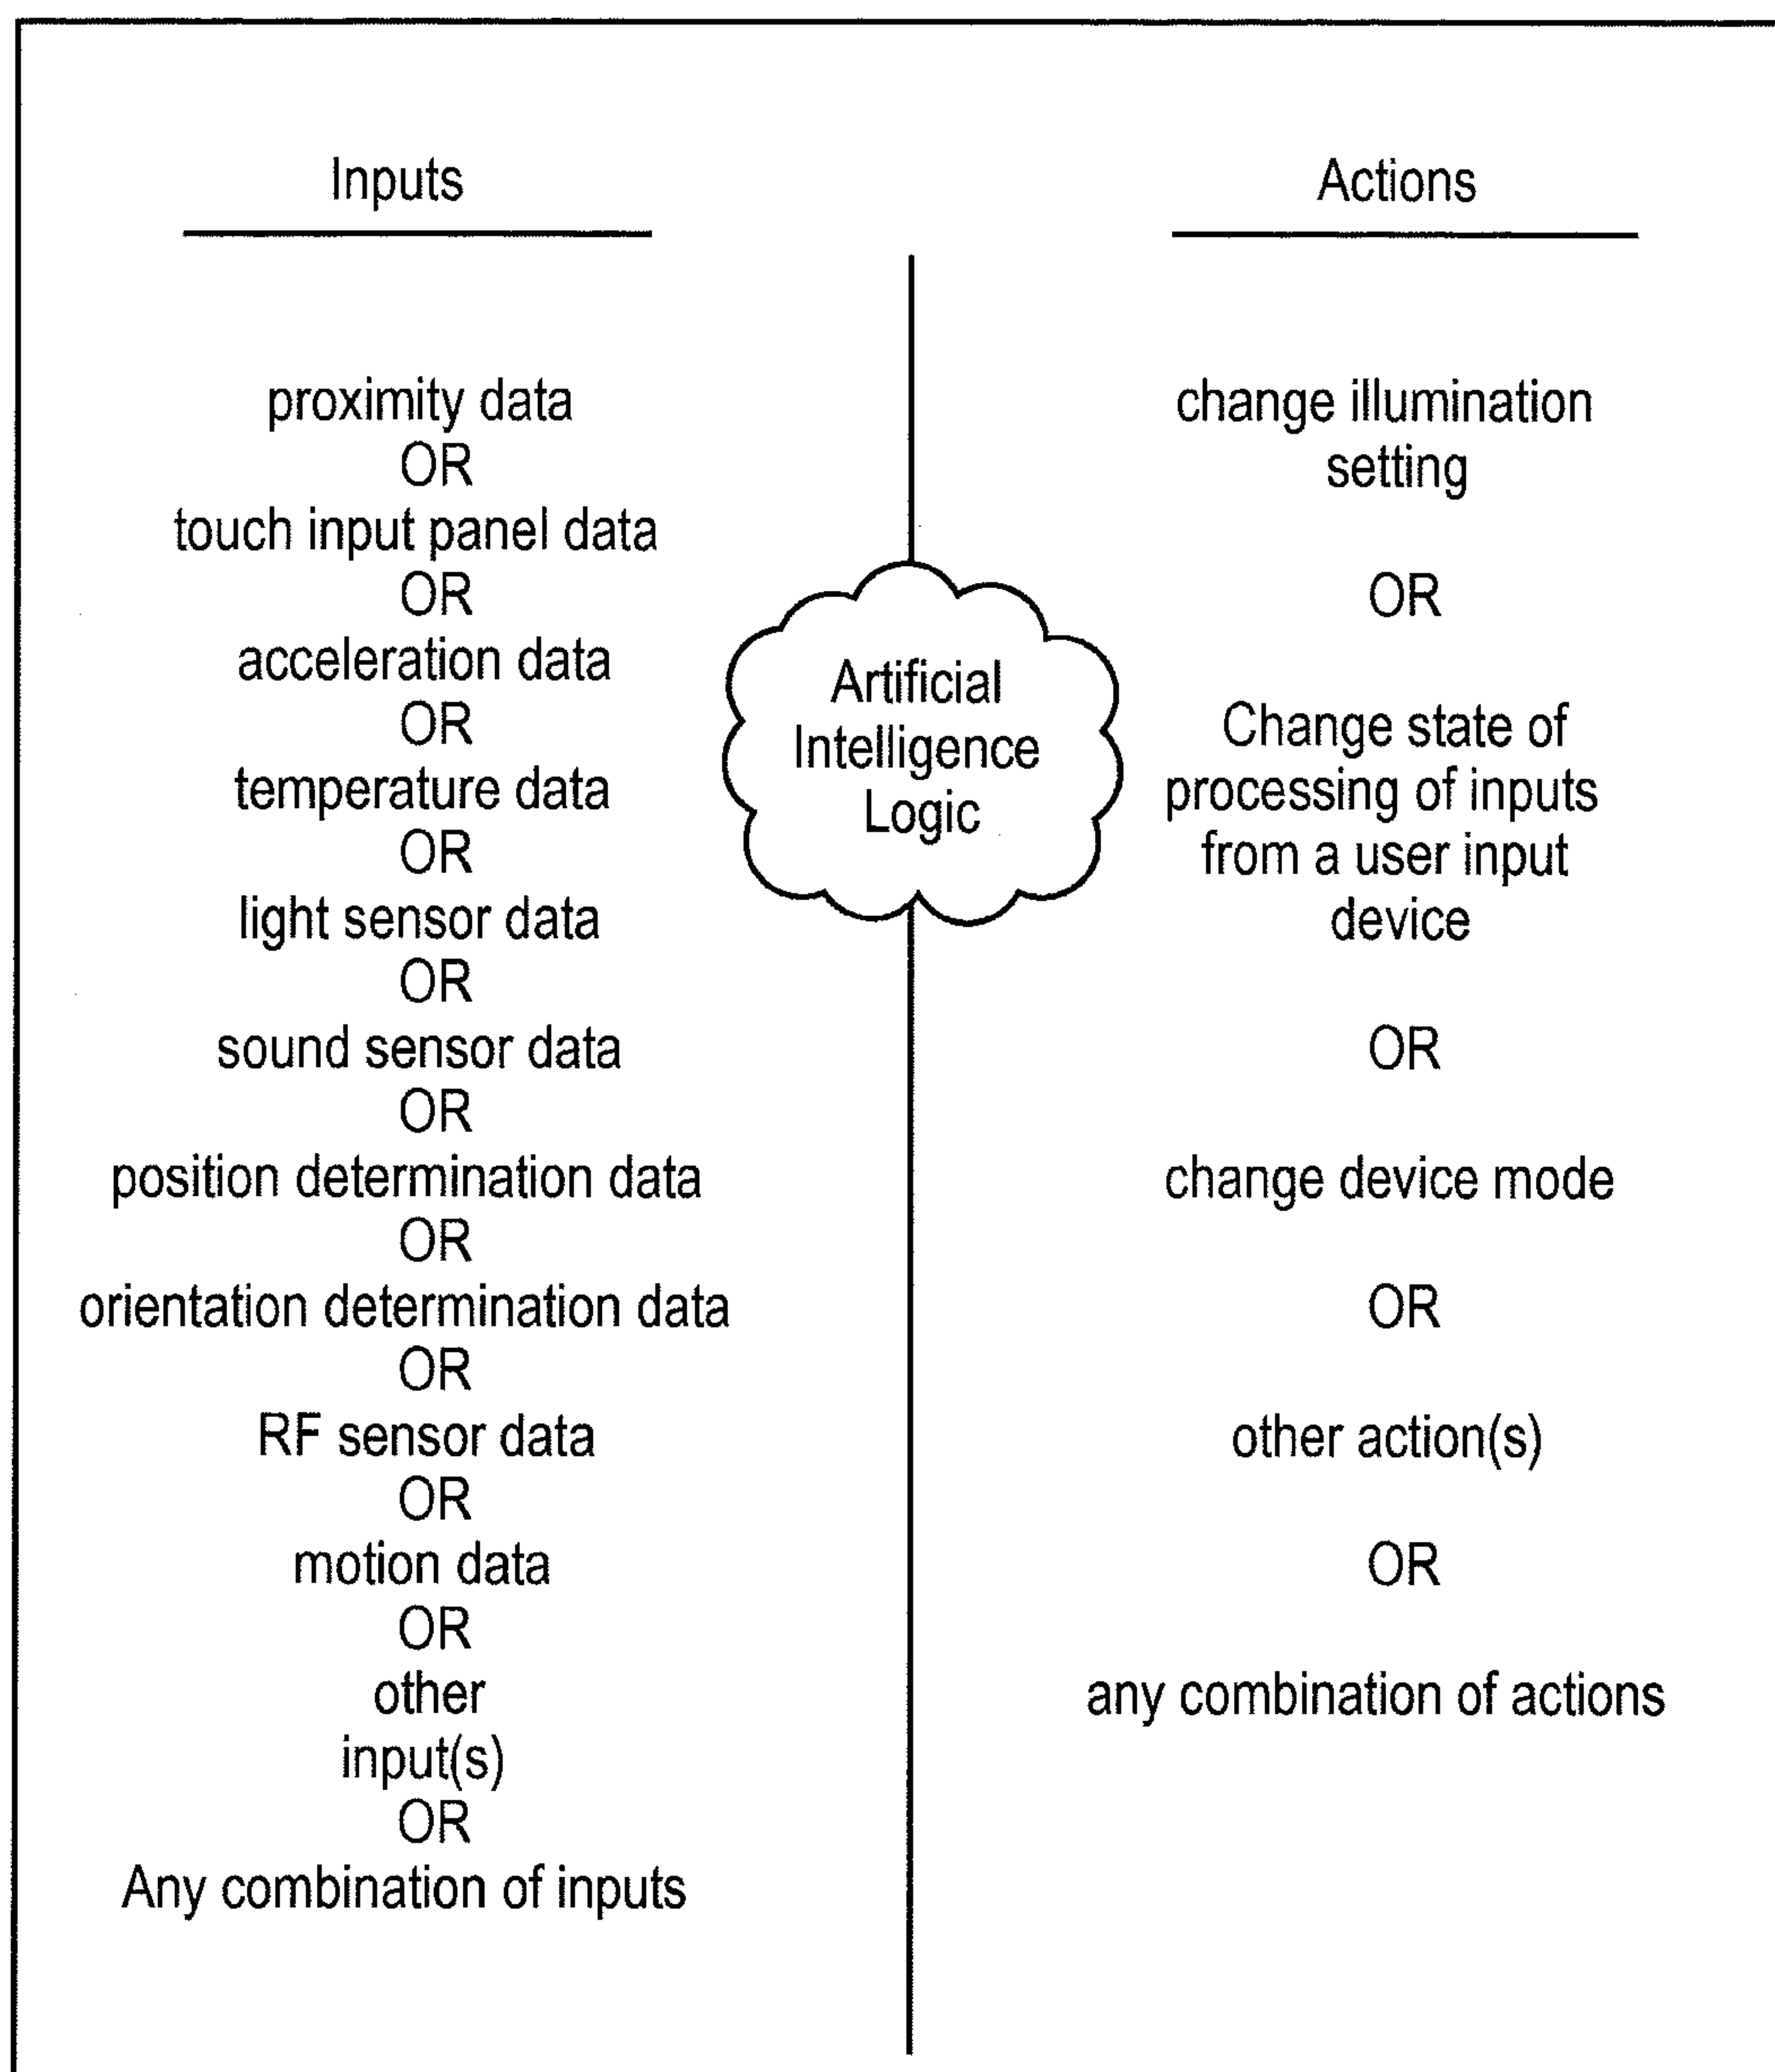 Inputs
proximity data
OR
touch input panel data
OR
acceleration data
OR
temperature data
OR
light sensor data
OR
sound sensor data
OR
position determination data
OR
orientation determination data
OR
RF sensor data
OR
motion data
OR
other
input(s)
OR
Any combination of inputs
Artificial
Intelligence
Logic
Actions
change illumination
setting
OR
Change state of
processing of inputs
from a user input
device
OR
change device mode
OR
other action(s)
OR
any combination of actions